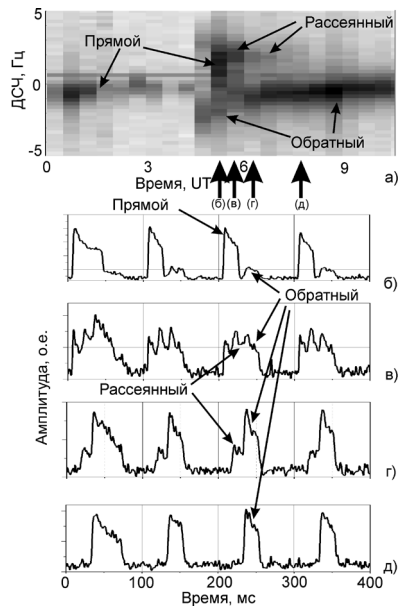 5
0
-5
ДСЧ, Гц
Прямой
Рассеянный
Обратный
0
3
6
9
Время, UT
а)
(б)
(в)
(г)
(д)
Прямой
б)
Обратный
в)
Рассеянный
г)
д)
Амплитуда, о.е.
0
100
200
300
400
Время, мс